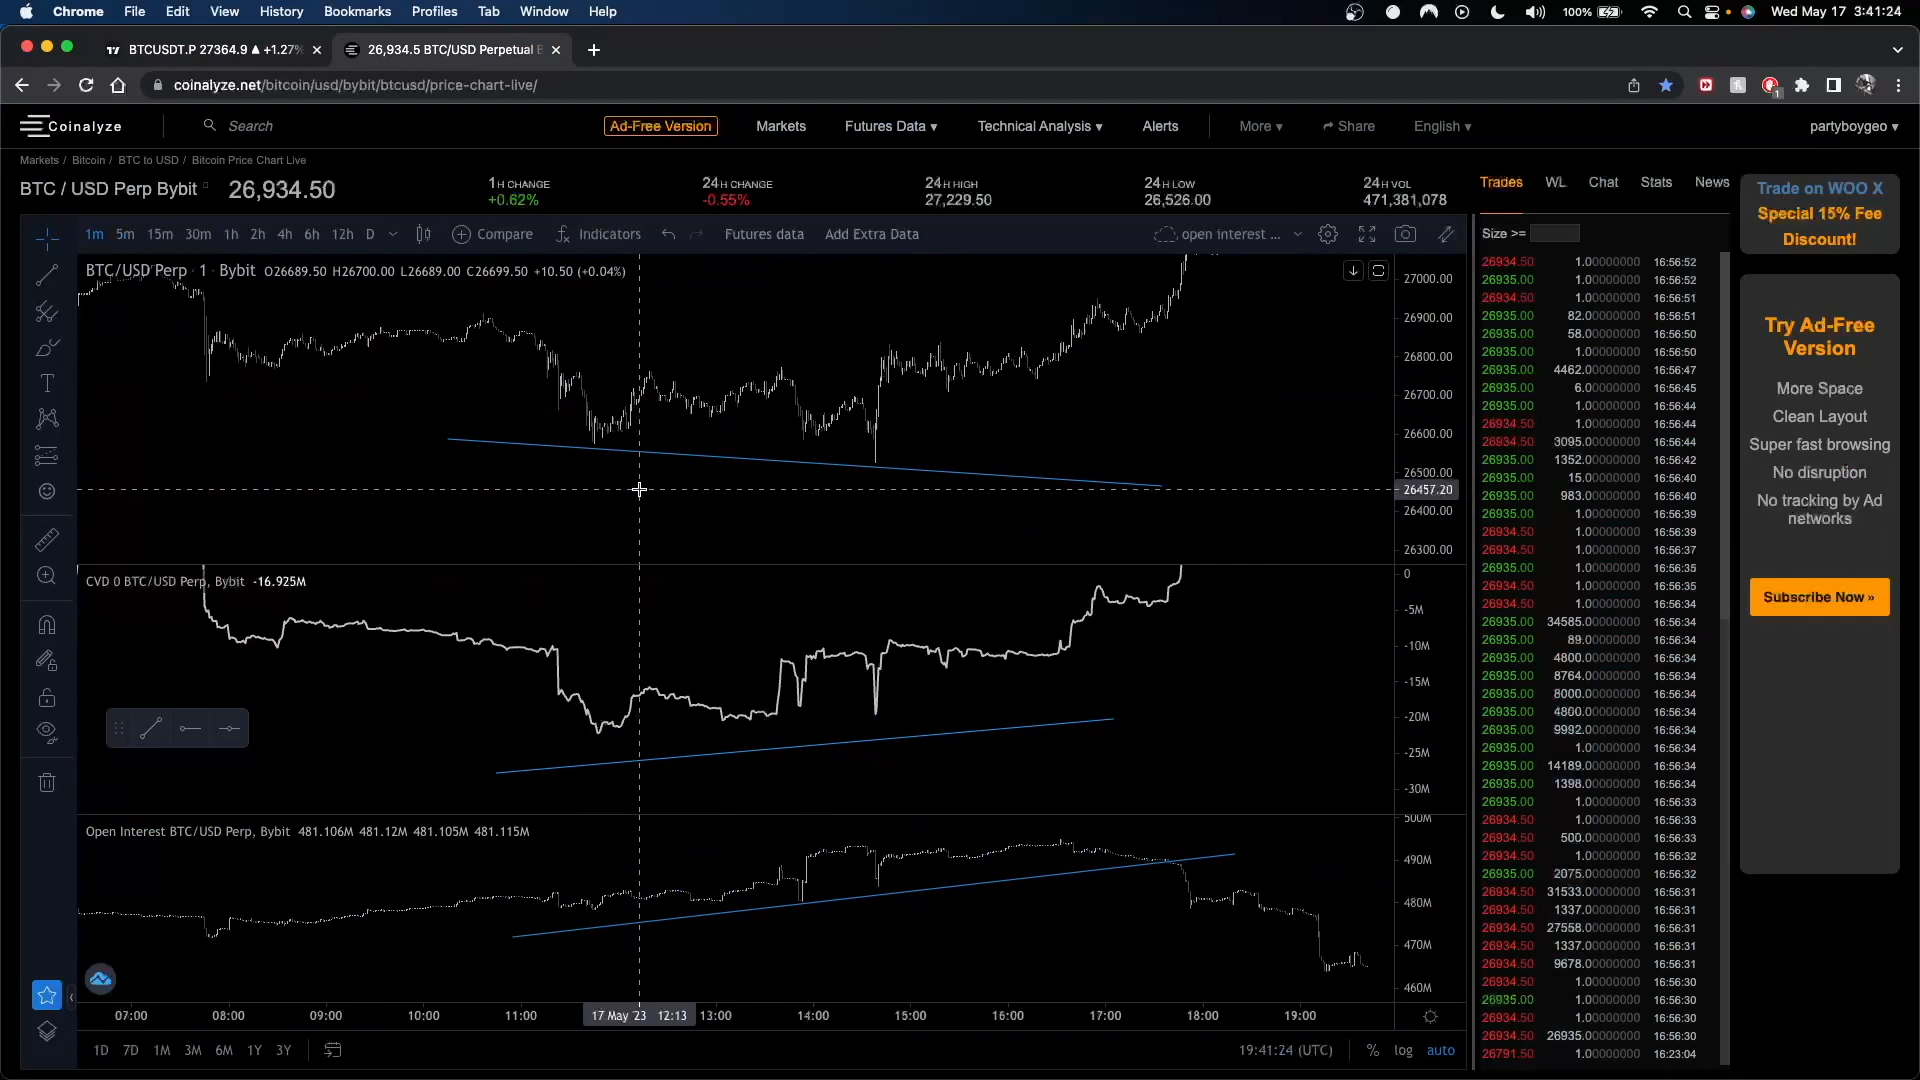 Chrome File Edit View History Bookmarks Profiles Tab Window Help 100% Wed May 17 3:41:24
BTCUSDT.P 27364.9 ▲ +1.27% 26,934.5 BTC/USD Perpetual B
coinalyze.net/bitcoin/usd/bybit/btcusd/price-chart-live/
Coinalyze Search Ad-Free Version Markets Futures Data ▾ Technical Analysis ▾ Alerts More ▾ Share English ▾ partyboygeo ▾
Markets / Bitcoin / BTC to USD / Bitcoin Price Chart Live
BTC / USD Perp Bybit 26,934.50
1H CHANGE
+0.62%
24H CHANGE
-0.55%
24H HIGH
27,229.50
24H LOW
26,526.00
24H VOL
471,381,078
1m 5m 15m 30m 1h 2h 4h 6h 12h D Compare Indicators Futures data Add Extra Data open interest ...
BTC/USD Perp · 1 · Bybit O26689.50 H26700.00 L26689.00 C26699.50 +10.50 (+0.04%)
27000.00
26900.00
26800.00
26700.00
26600.00
26500.00
26457.20
26400.00
26300.00
CVD 0 BTC/USD Perp, Bybit -16.925M
0
-5M
-10M
-15M
-20M
-25M
-30M
Open Interest BTC/USD Perp, Bybit 481.106M 481.12M 481.105M 481.115M
500M
490M
480M
470M
460M
07:00 08:00 09:00 10:00 11:00 17 May '23 12:13 13:00 14:00 15:00 16:00 17:00 18:00 19:00
1D 7D 1M 3M 6M 1Y 3Y 19:41:24 (UTC) % log auto
Trades WL Chat Stats News
Size >=
26934.50 1.00000000 16:56:52
26935.00 1.00000000 16:56:52
26934.50 1.00000000 16:56:51
26935.00 82.00000000 16:56:51
26935.00 58.00000000 16:56:50
26935.00 1.00000000 16:56:50
26935.00 4462.00000000 16:56:47
26935.00 6.00000000 16:56:45
26935.00 1.00000000 16:56:44
26934.50 1.00000000 16:56:44
26934.50 3095.00000000 16:56:44
26935.00 1352.00000000 16:56:42
26935.00 15.00000000 16:56:40
26935.00 983.00000000 16:56:40
26935.00 1.00000000 16:56:39
26934.50 1.00000000 16:56:39
26934.50 1.00000000 16:56:37
26935.00 1.00000000 16:56:35
26934.50 1.00000000 16:56:35
26934.50 1.00000000 16:56:34
26935.00 34585.00000000 16:56:34
26935.00 89.00000000 16:56:34
26935.00 4800.00000000 16:56:34
26935.00 8764.00000000 16:56:34
26935.00 8000.00000000 16:56:34
26935.00 4800.00000000 16:56:34
26935.00 9992.00000000 16:56:34
26935.00 1.00000000 16:56:34
26935.00 14189.00000000 16:56:34
26935.00 1398.00000000 16:56:34
26935.00 1.00000000 16:56:33
26934.50 1.00000000 16:56:33
26934.50 500.00000000 16:56:33
26934.50 1.00000000 16:56:32
26935.00 2075.00000000 16:56:32
26934.50 31533.00000000 16:56:31
26934.50 1337.00000000 16:56:31
26934.50 27558.00000000 16:56:31
26934.50 1337.00000000 16:56:31
26934.50 9678.00000000 16:56:31
26934.50 1.00000000 16:56:30
26935.00 1.00000000 16:56:30
26934.50 1.00000000 16:56:30
26934.50 26935.00000000 16:56:30
26791.50 1.00000000 16:23:04
Trade on WOO X
Special 15% Fee
Discount!
Try Ad-Free
Version
More Space
Clean Layout
Super fast browsing
No disruption
No tracking by Ad
networks
Subscribe Now »